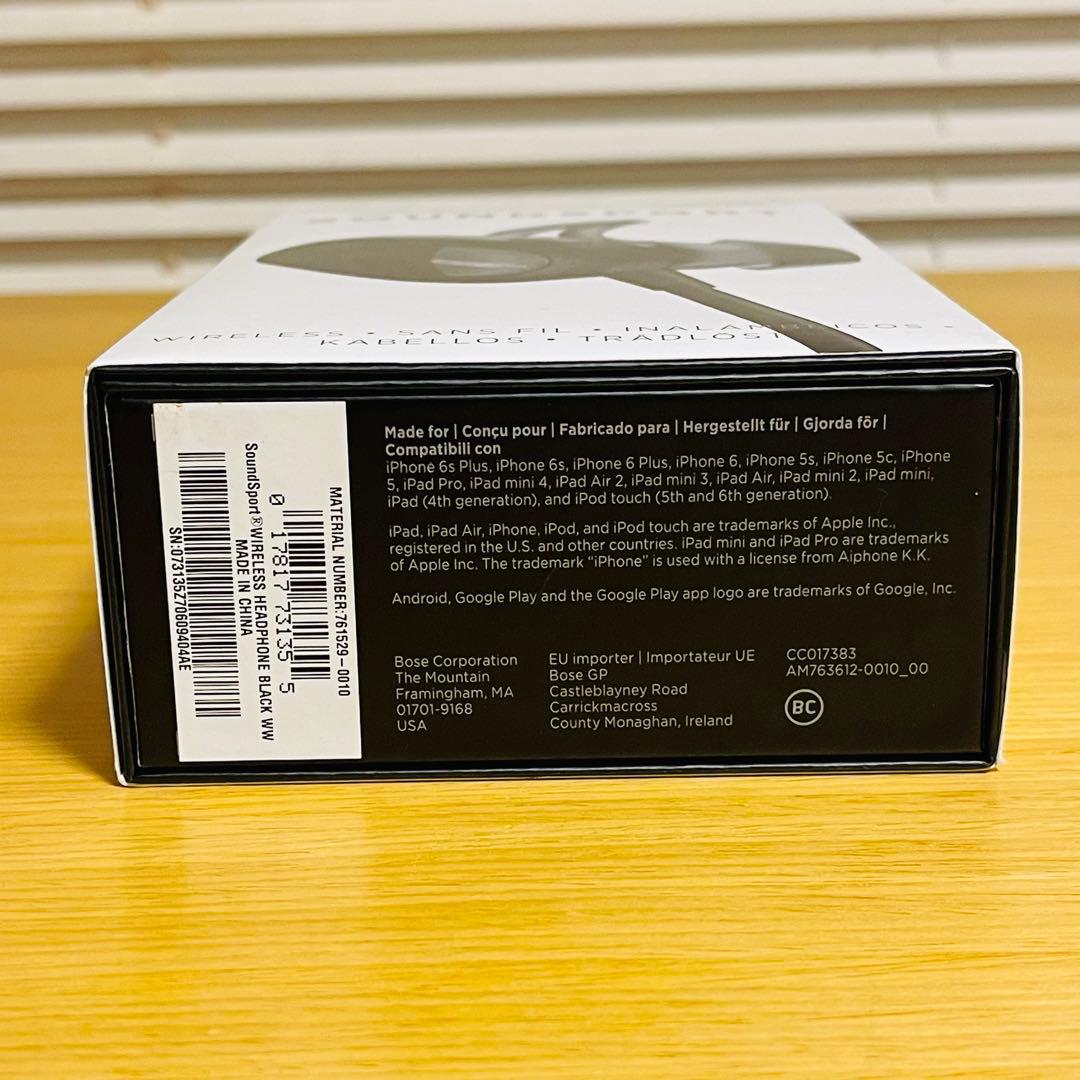 SOUNDSPORT
WIRELESS • SANS FIL • INALÁMBRICOS •
KABELLOS • TRÅDLÖST
MATERIAL NUMBER:761529-0010
0 17817 73135 5
SoundSport®WIRELESS HEADPHONE BLACK WW
MADE IN CHINA
SN:073135Z70609404AE
Made for | Conçu pour | Fabricado para | Hergestellt für | Gjorda för |
Compatibili con
iPhone 6s Plus, iPhone 6s, iPhone 6 Plus, iPhone 6, iPhone 5s, iPhone 5c, iPhone
5, iPad Pro, iPad mini 4, iPad Air 2, iPad mini 3, iPad Air, iPad mini 2, iPad mini,
iPad (4th generation), and iPod touch (5th and 6th generation).
iPad, iPad Air, iPhone, iPod, and iPod touch are trademarks of Apple Inc.,
registered in the U.S. and other countries. iPad mini and iPad Pro are trademarks
of Apple Inc. The trademark “iPhone” is used with a license from Aiphone K.K.
Android, Google Play and the Google Play app logo are trademarks of Google, Inc.
Bose Corporation
The Mountain
Framingham, MA
01701-9168
USA
EU importer | Importateur UE
Bose GP
Castleblayney Road
Carrickmacross
County Monaghan, Ireland
CC017383
AM763612-0010_00
BC